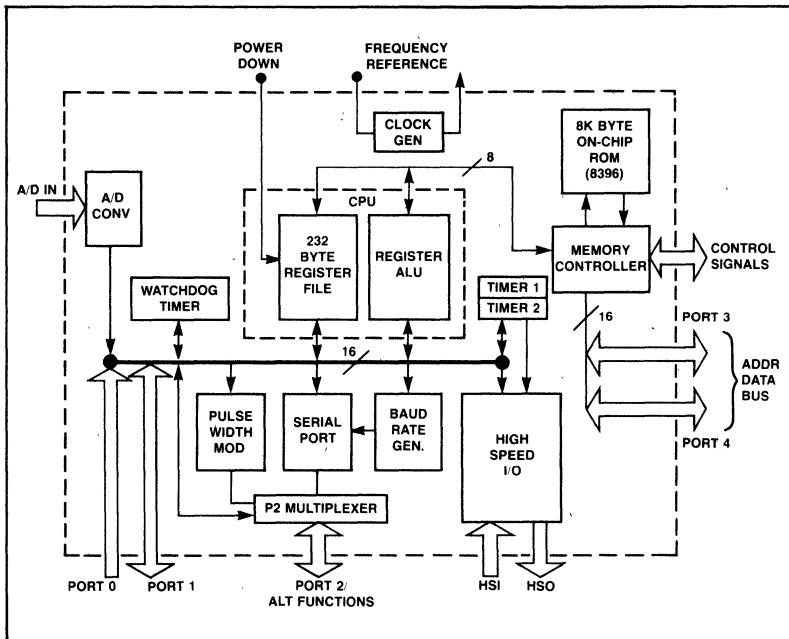 POWER
DOWN
FREQUENCY
REFERENCE
CLOCK
GEN
8K BYTE
ON-CHIP
ROM
(8396)
8
A/D IN
A/D
CONV
CPU
232
BYTE
REGISTER
FILE
REGISTER
ALU
MEMORY
CONTROLLER
CONTROL
SIGNALS
WATCHDOG
TIMER
TIMER 1
TIMER 2
16
PORT 3
16
ADDR
DATA
BUS
PULSE
WIDTH
MOD
SERIAL
PORT
BAUD
RATE
GEN.
HIGH
SPEED
I/O
PORT 4
P2 MULTIPLEXER
PORT 0
PORT 1
PORT 2/
ALT FUNCTIONS
HSI
HSO